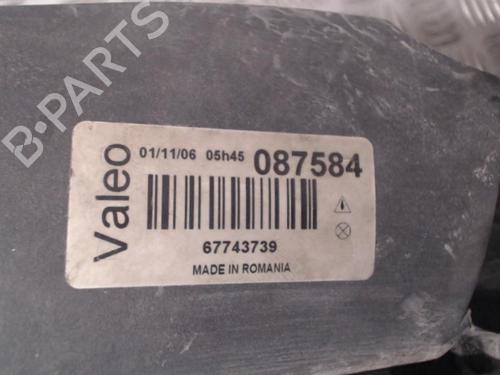 B-PARTS
Valeo
01/11/06 05h45 087584
67743739
MADE IN ROMANIA